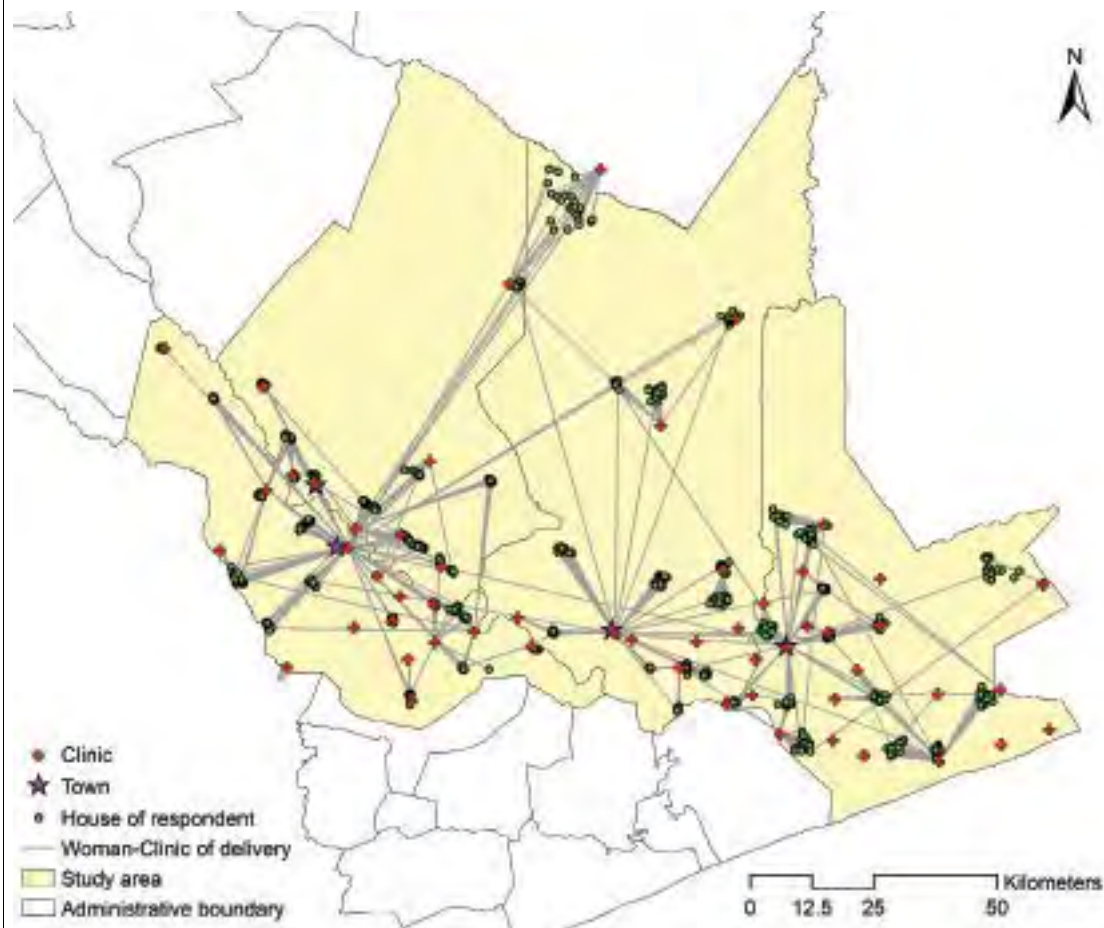 N
Clinic
Town
House of respondent
Woman-Clinic of delivery
Study area
Administrative boundary
Kilometers
0 12.5 25 50